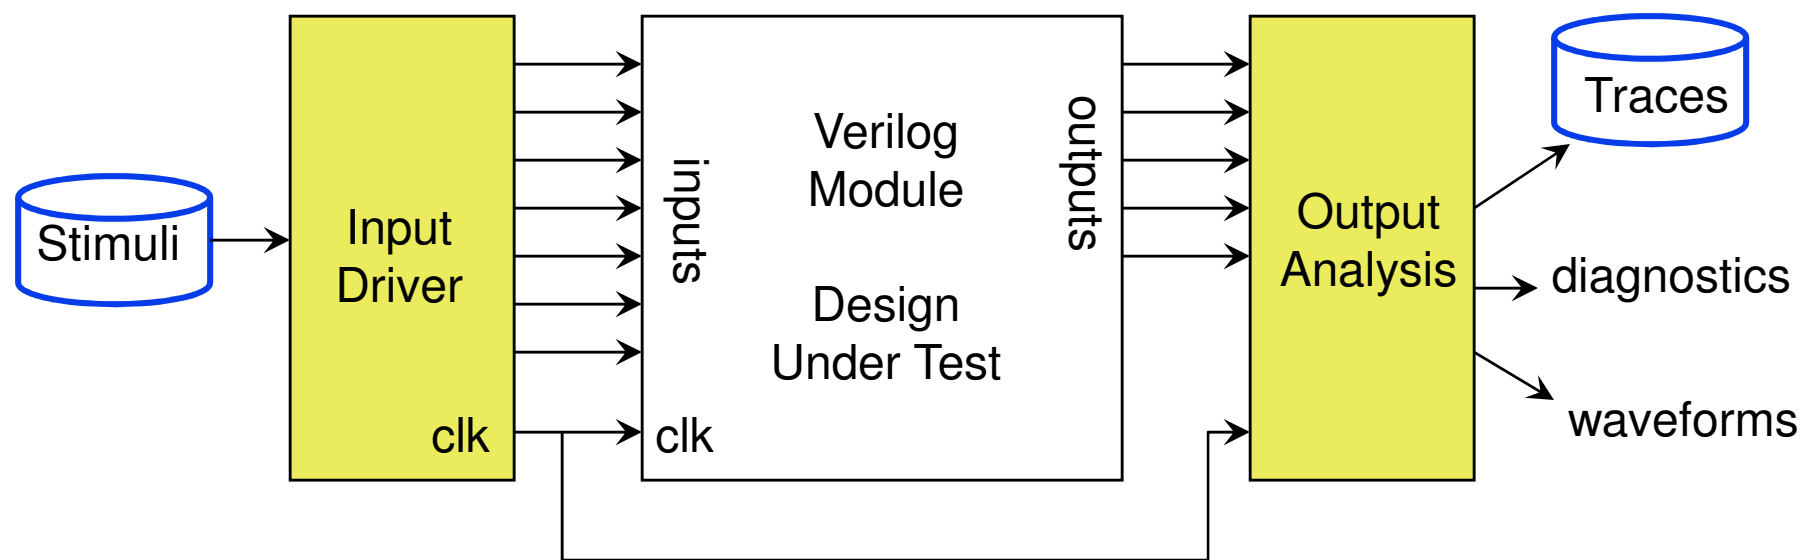 Stimuli
Input
Driver
clk
inputs
clk
Verilog
Module
Design
Under Test
outputs
Output
Analysis
Traces
diagnostics
waveforms